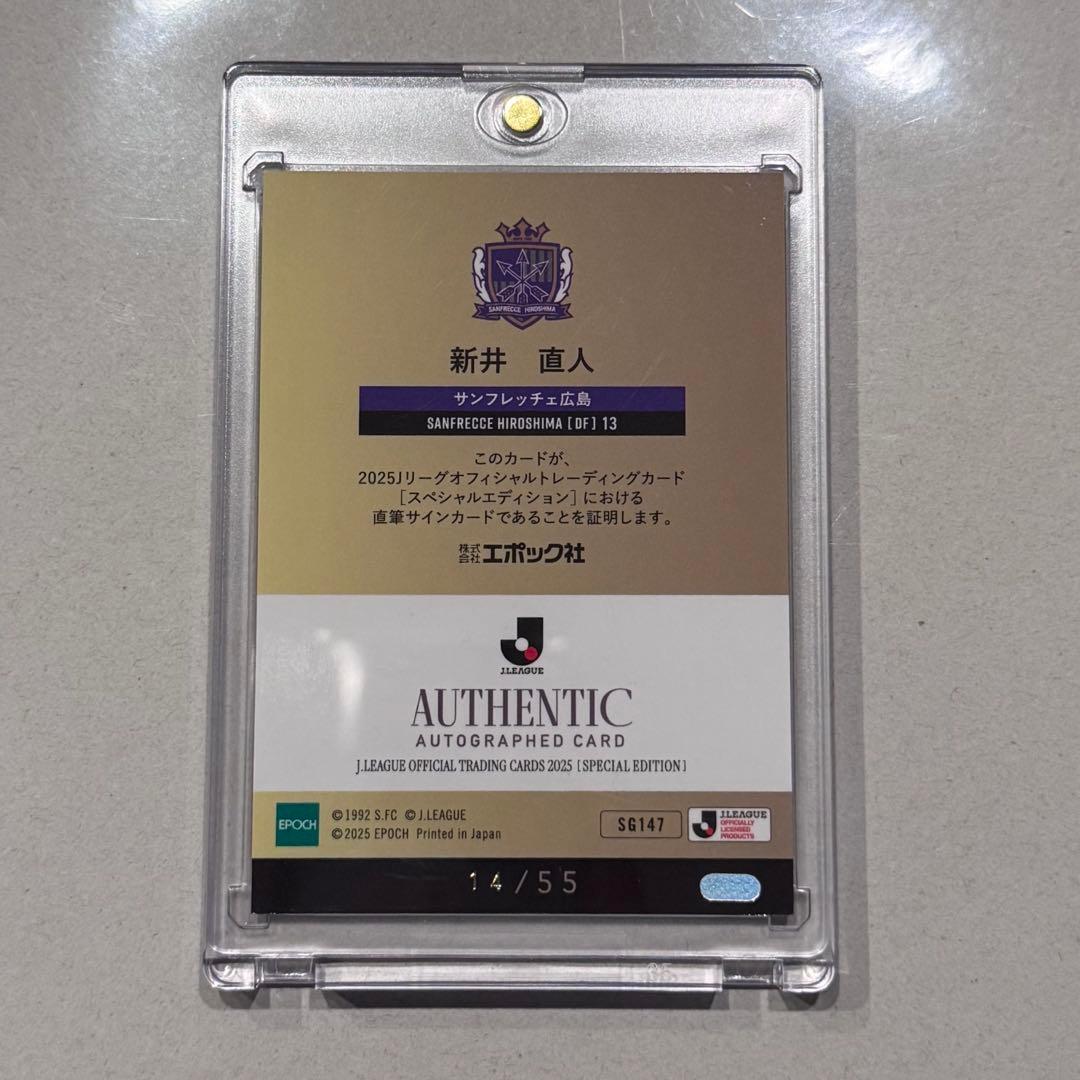 SANFRECCE HIROSHIMA
新井 直人
サンフレッチェ広島
SANFRECCE HIROSHIMA [DF] 13
このカードが、
2025Jリーグオフィシャルトレーディングカード
[スペシャルエディション]における
直筆サインカードであることを証明します。
株式会社エポック社
J.LEAGUE
AUTHENTIC
AUTOGRAPHED CARD
J.LEAGUE OFFICIAL TRADING CARDS 2025 [SPECIAL EDITION]
EPOCH
©1992 S.FC ©J.LEAGUE
©2025 EPOCH Printed in Japan
SG147
J.LEAGUE
OFFICIALLY
LICENSED
PRODUCTS
14/55